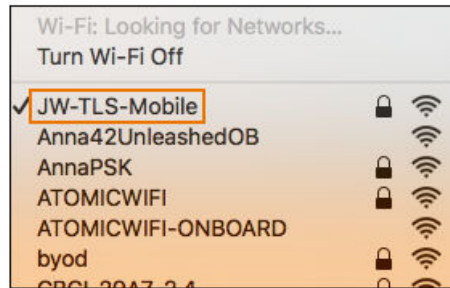 Wi-Fi: Looking for Networks...
Turn Wi-Fi Off
JW-TLS-Mobile
Anna42UnleashedOB
AnnaPSK
ATOMICWIFI
ATOMICWIFI-ONBOARD
byod